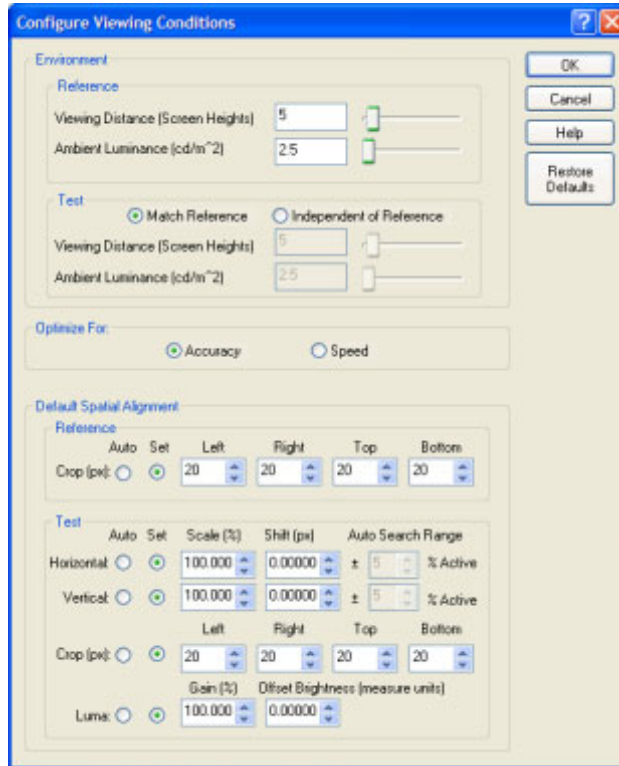 Configure Viewing Conditions
Environment
OK
Reference
Viewing Distance (Screen Heights) 5
Cancel
Ambient Luminance (cd/m^2) 2.5
Help
Restore Defaults
Test
Match Reference Independent of Reference
Viewing Distance (Screen Heights) 5
Ambient Luminance (cd/m^2) 2.5
Optimize For:
Accuracy Speed
Default Spatial Alignment
Reference
Auto Set Left Right Top Bottom
Crop (px): 20 20 20 20
Test
Auto Set Scale (%) Shift (px) Auto Search Range
Horizontal: 100.000 0.00000 ± 5 % Active
Vertical: 100.000 0.00000 ± 5 % Active
Left Right Top Bottom
Crop (px): 20 20 20 20
Gain (%) Offset Brightness (measure units)
Luma: 100.000 0.00000